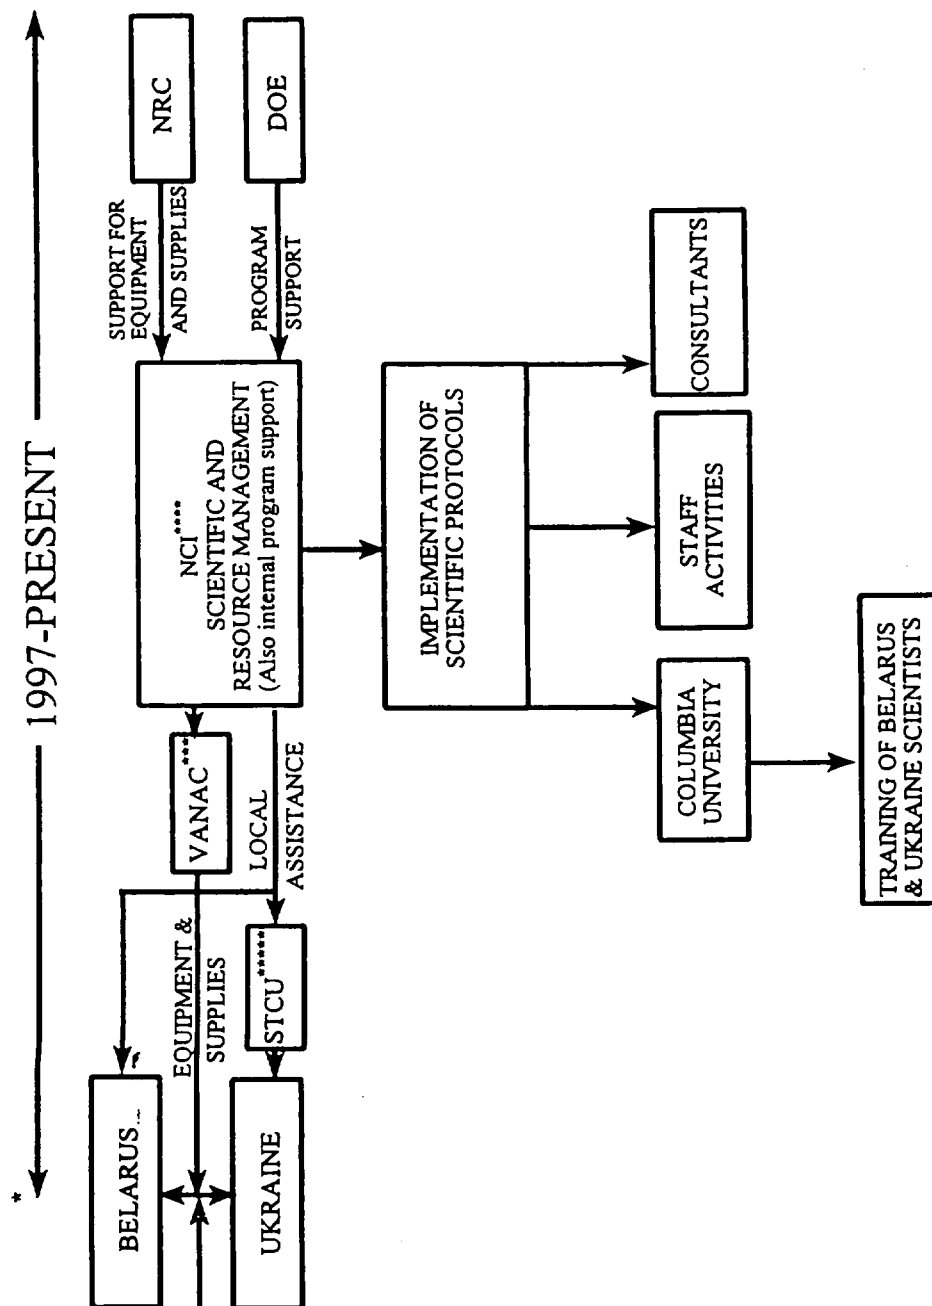 *
1997-PRESENT
BELARUS
EQUIPMENT &
SUPPLIES
UKRAINE
STCU*****
VANAC***
LOCAL
ASSISTANCE
NCI****
SCIENTIFIC AND
RESOURCE MANAGEMENT
(Also internal program support)
SUPPORT FOR
EQUIPMENT
AND SUPPLIES
NRC
PROGRAM
SUPPORT
DOE
IMPLEMENTATION OF
SCIENTIFIC PROTOCOLS
COLUMBIA
UNIVERSITY
STAFF
ACTIVITIES
CONSULTANTS
TRAINING OF BELARUS
& UKRAINE SCIENTISTS